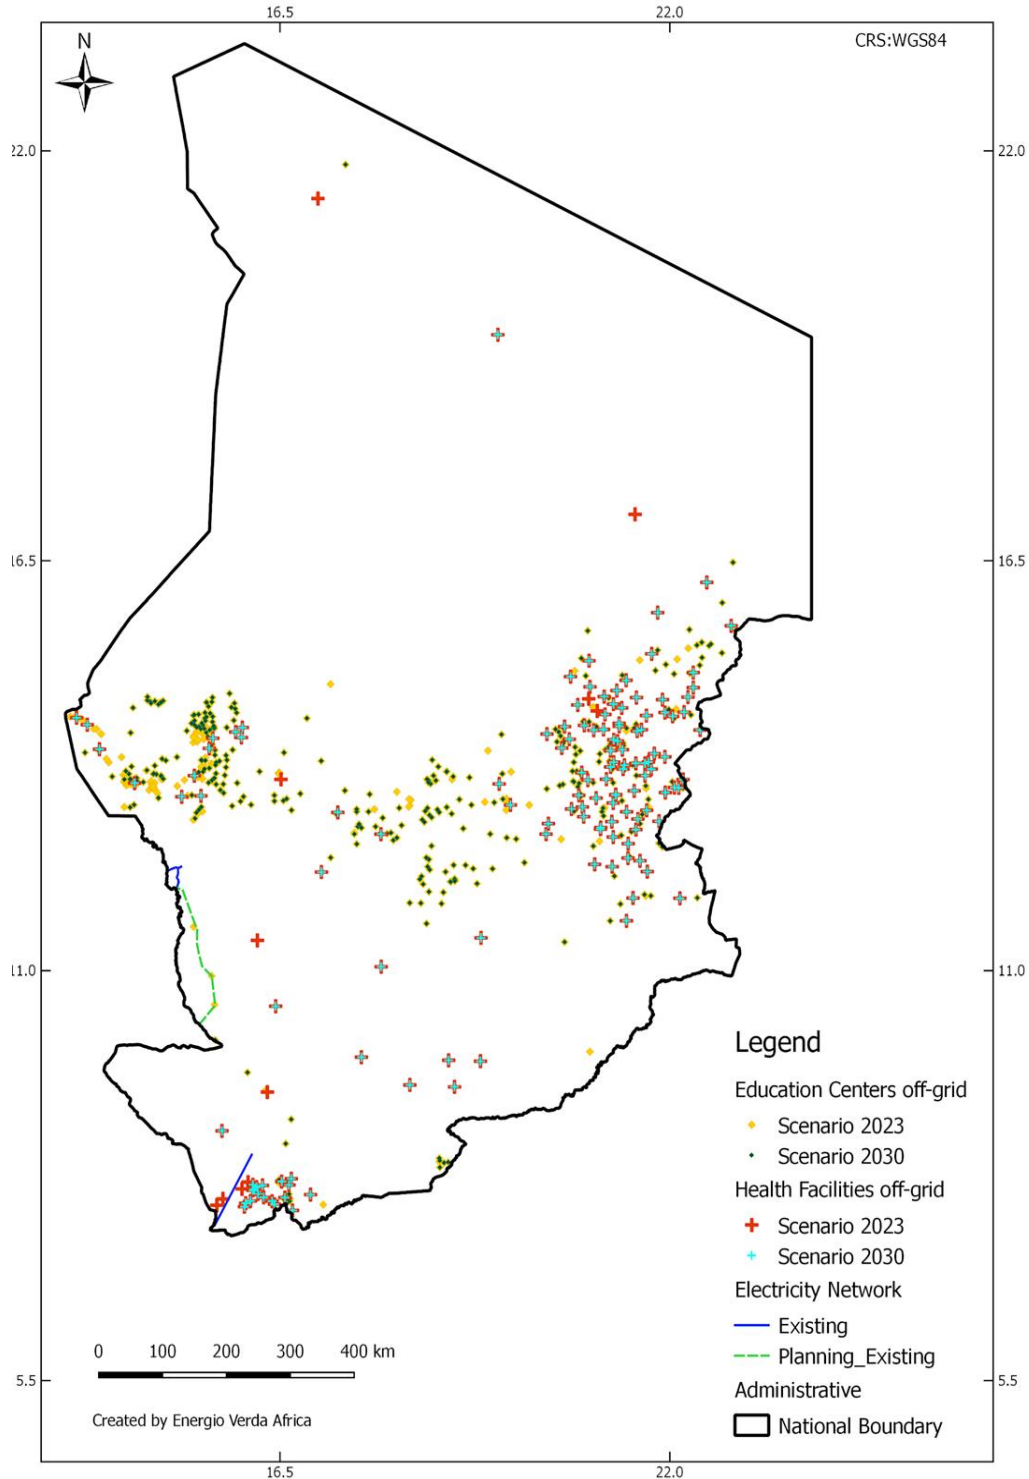 16.5 22.0
N
CRS:WGS84
22.0 22.0
16.5 16.5
11.0 11.0
Legend
Education Centers off-grid
Scenario 2023
Scenario 2030
Health Facilities off-grid
Scenario 2023
Scenario 2030
Electricity Network
Existing
Planning_Existing
Administrative
National Boundary
0 100 200 300 400 km
5.5 5.5
Created by Energio Verda Africa
16.5 22.0